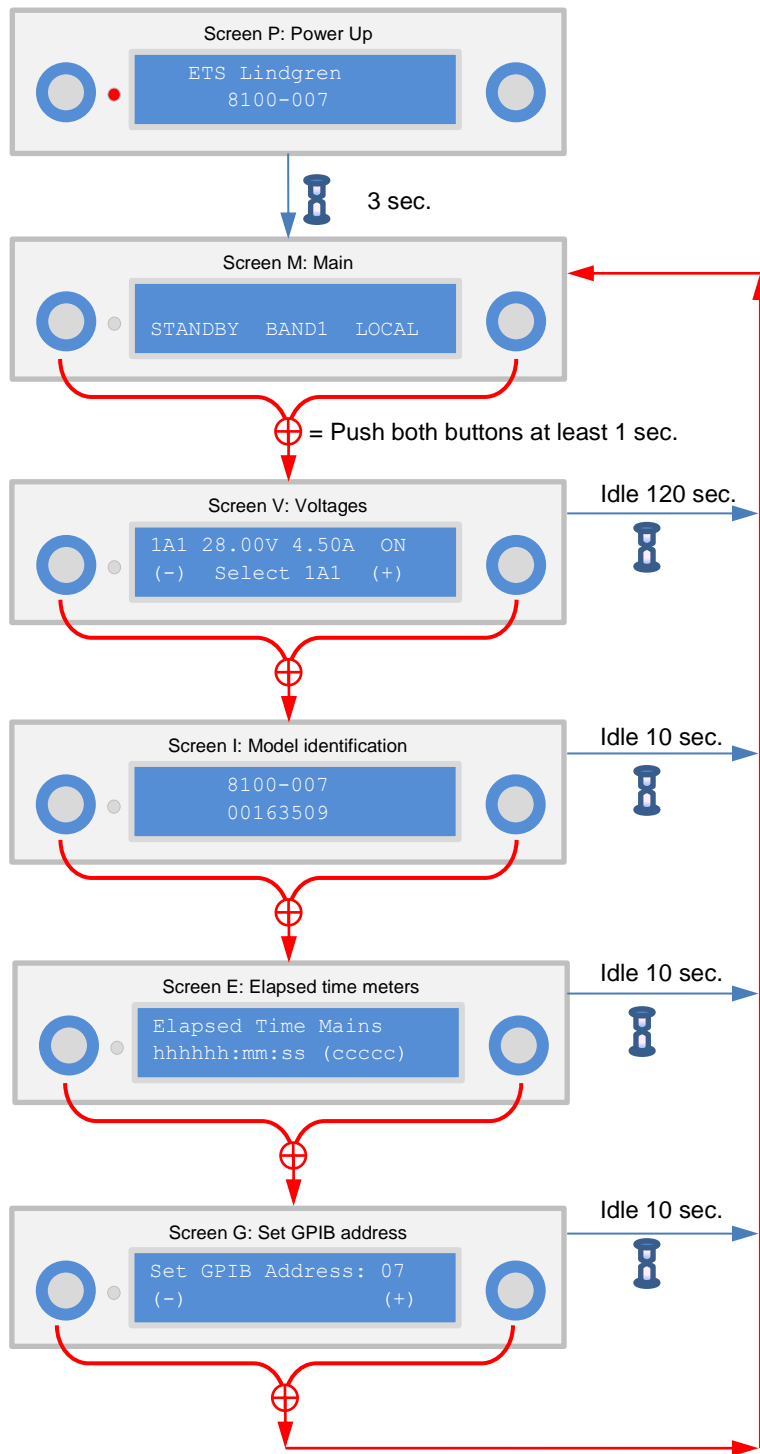 Screen P: Power Up
ETS Lindgren
8100-007
3 sec.
Screen M: Main
STANDBY BAND1 LOCAL
= Push both buttons at least 1 sec.
Screen V: Voltages
Idle 120 sec.
1A1 28.00V 4.50A ON
(-) Select 1A1 (+)
Screen I: Model identification
Idle 10 sec.
8100-007
00163509
Screen E: Elapsed time meters
Idle 10 sec.
Elapsed Time Mains
hhhhhh:mm:ss (ccccc)
Screen G: Set GPIB address
Idle 10 sec.
Set GPIB Address: 07
(-) (+)